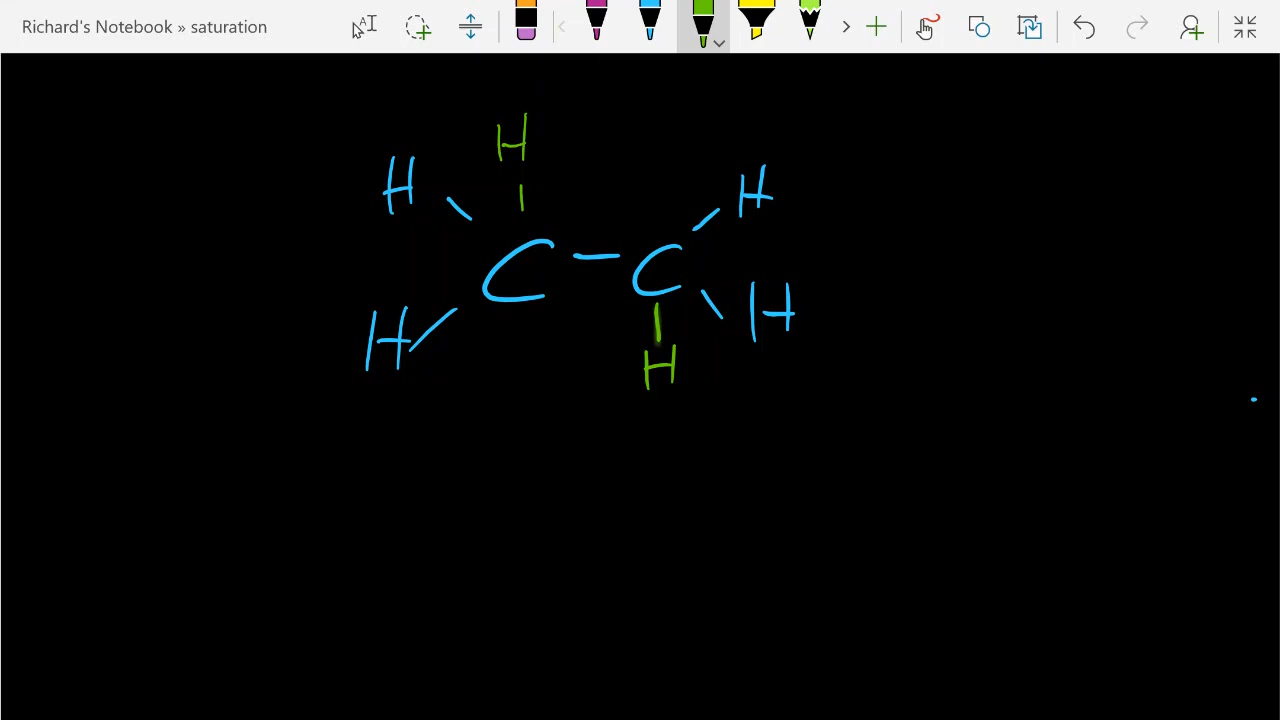 Richard's Notebook » saturation
H
H H
C — C
H H
H